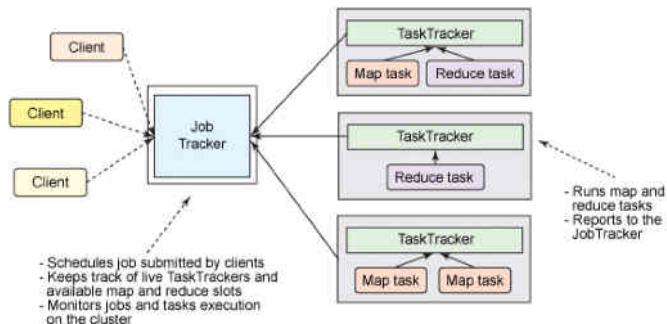 Client
Client
Client
Job
Tracker
TaskTracker
Map task
Reduce task
TaskTracker
Reduce task
TaskTracker
Map task
Map task
- Schedules job submitted by clients
- Keeps track of live TaskTrackers and
available map and reduce slots
- Monitors jobs and tasks execution
on the cluster
- Runs map and
reduce tasks
- Reports to the
JobTracker